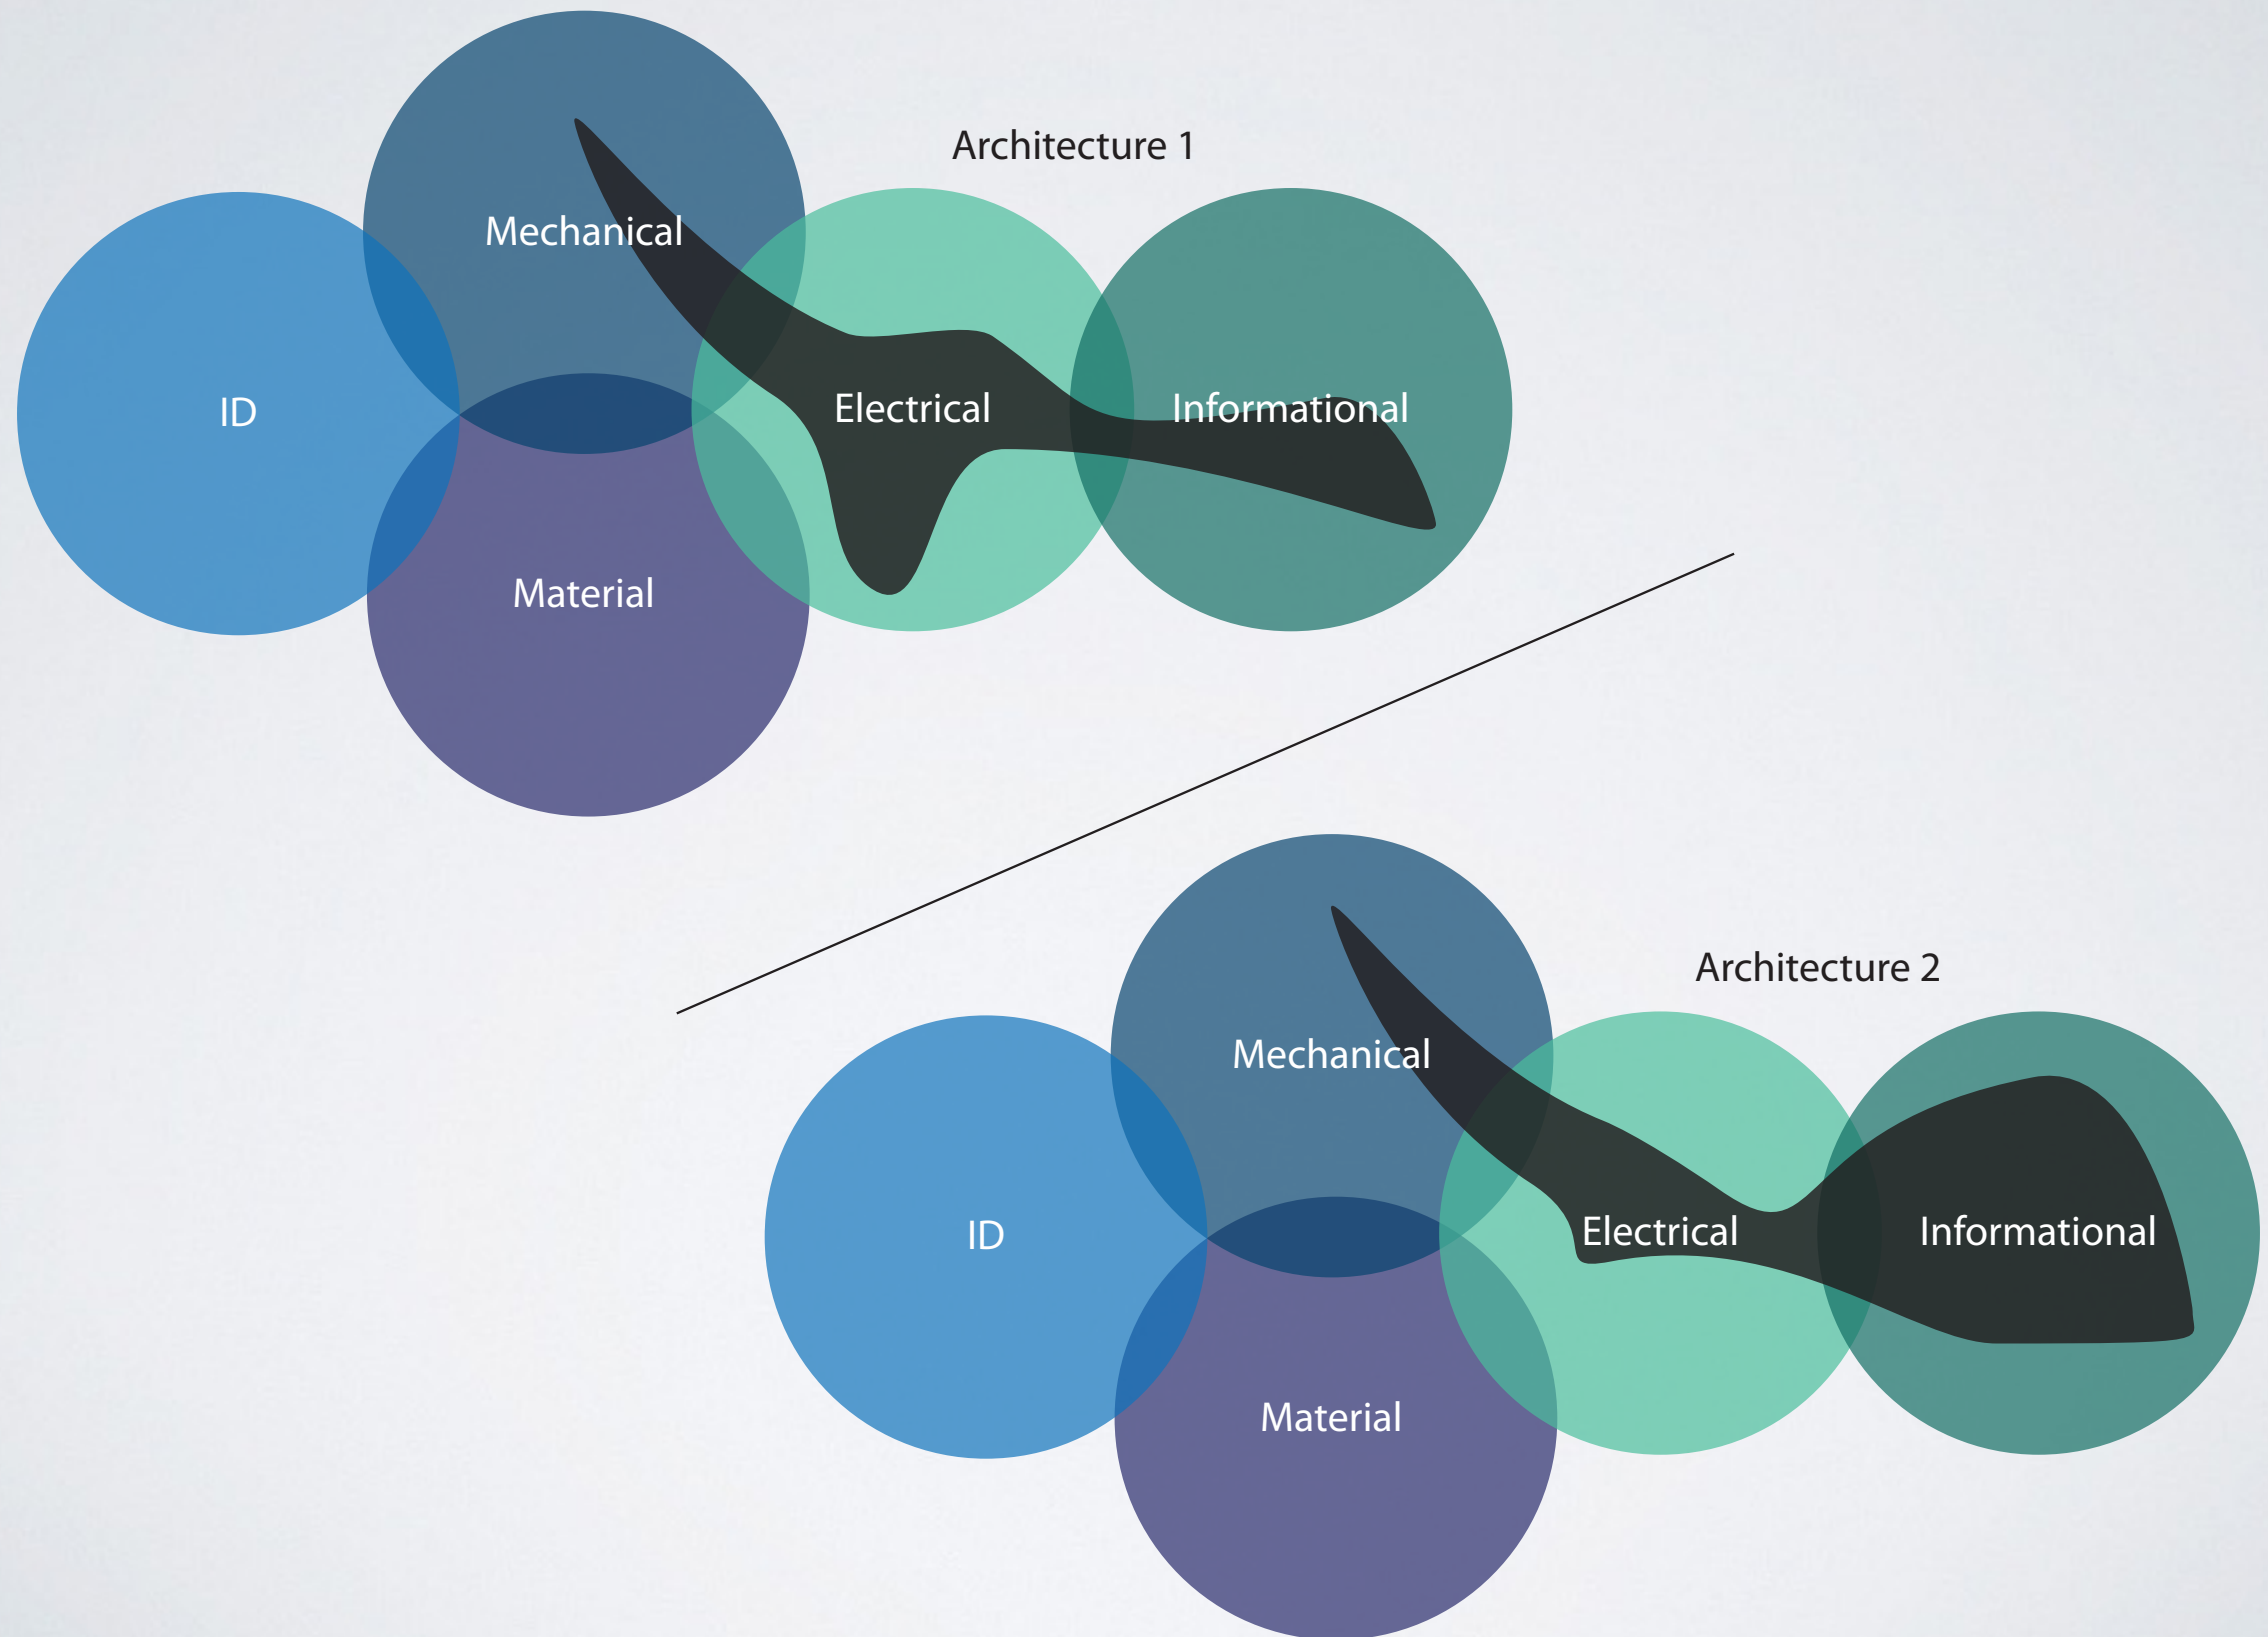 Architecture 1
Mechanical
ID
Electrical
Informational
Material
Architecture 2
Mechanical
ID
Electrical
Informational
Material